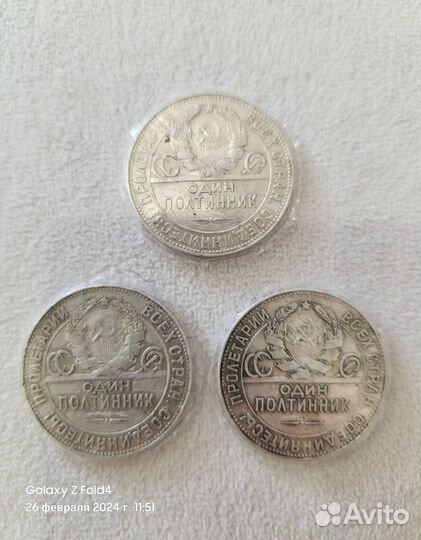 ПРОЛЕТАРИИ ВСЕХ СТРАН, СОЕДИНЯЙТЕСЬ!
С С С Р
ОДИН
ПОЛТИННИК
ПРОЛЕТАРИИ ВСЕХ СТРАН, СОЕДИНЯЙТЕСЬ!
ОДИН
ПОЛТИННИК
ПРОЛЕТАРИИ ВСЕХ СТРАН, СОЕДИНЯЙТЕСЬ!
ОДИН
ПОЛТИННИК
Galaxy Z Fold4
26 февраля 2024 г. 11:51
Avito